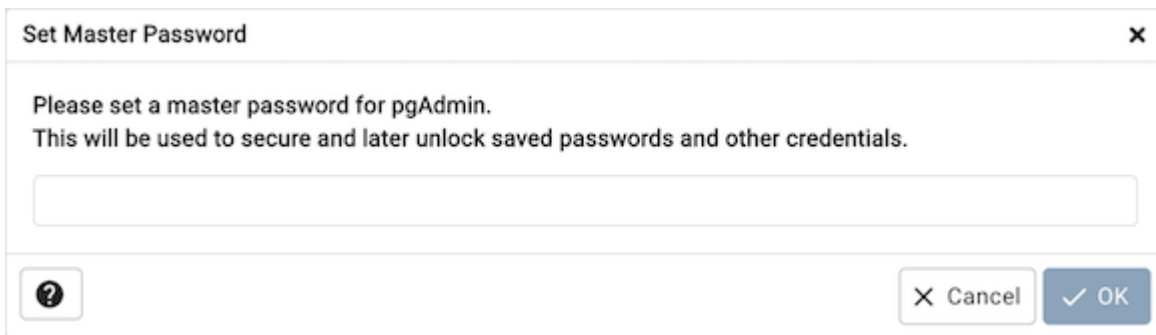 Set Master Password
Please set a master password for pgAdmin.
This will be used to secure and later unlock saved passwords and other credentials.
Cancel
OK